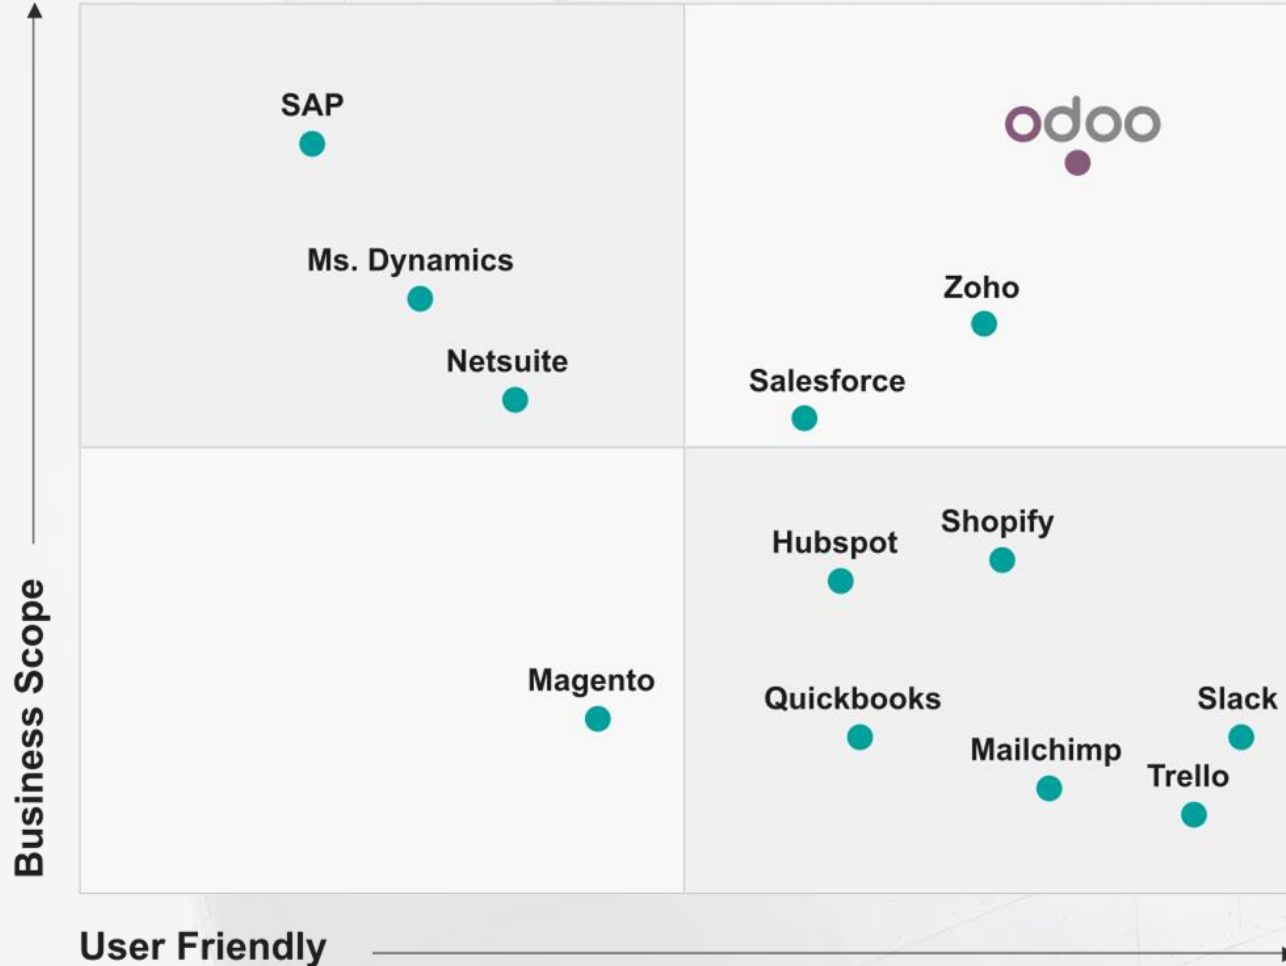 SAP
odoo
Ms. Dynamics
Zoho
Netsuite
Salesforce
Hubspot
Shopify
Magento
Quickbooks
Slack
Mailchimp
Trello
Business Scope
User Friendly